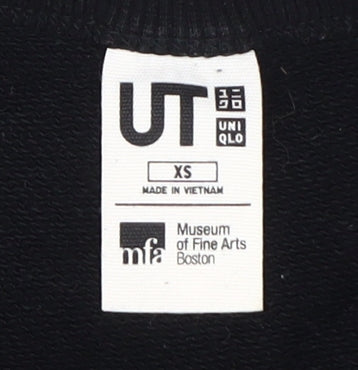 UT
ユニ
クロ
UNI
QLO
XS
MADE IN VIETNAM
mfa
Museum
of Fine Arts
Boston